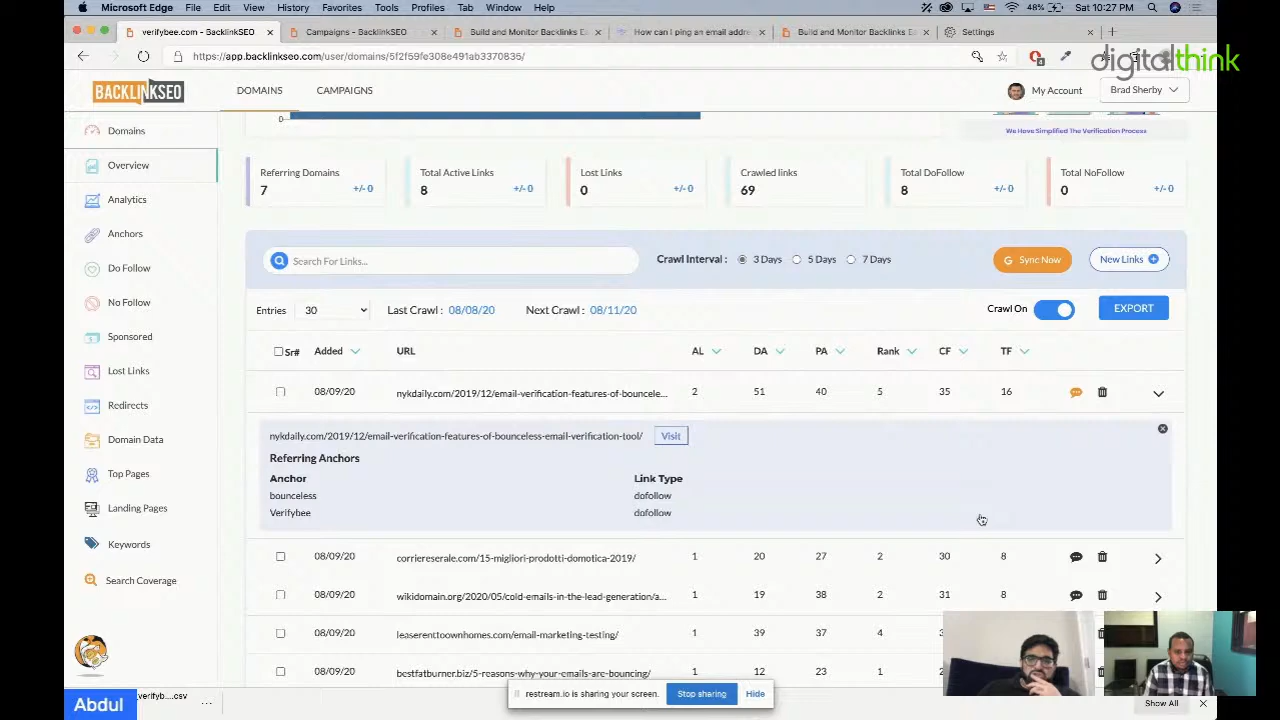 Microsoft Edge File Edit View History Favorites Tools Profiles Tab Window Help 48% Sat 10:27 PM
verifybee.com - BacklinkSEO Campaigns - BacklinkSEO Build and Monitor Backlinks Ea How can I ping an email addre Build and Monitor Backlinks Ea Settings
https://app.backlinkseo.com/user/domains/5f2f59fe308e491ab3370835/
digitalthink
BACKLINKSEO DOMAINS CAMPAIGNS My Account Brad Sherby
0
We Have Simplified The Verification Process
Domains
Overview
Analytics
Anchors
Do Follow
No Follow
Sponsored
Lost Links
Redirects
Domain Data
Top Pages
Landing Pages
Keywords
Search Coverage
Referring Domains Total Active Links Lost Links Crawled links Total DoFollow Total NoFollow
7 +/- 0 8 +/- 0 0 +/- 0 69 8 +/- 0 0 +/- 0
Search For Links... Crawl Interval : 3 Days 5 Days 7 Days G Sync Now New Links
Entries 30 Last Crawl : 08/08/20 Next Crawl : 08/11/20 Crawl On EXPORT
Sr# Added URL AL DA PA Rank CF TF
08/09/20 nykdaily.com/2019/12/email-verification-features-of-bouncele... 2 51 40 5 35 16
nykdaily.com/2019/12/email-verification-features-of-bounceless-email-verification-tool/ Visit
Referring Anchors
Anchor Link Type
bounceless dofollow
Verifybee dofollow
08/09/20 corriereserale.com/15-migliori-prodotti-domotica-2019/ 1 20 27 2 30 8
08/09/20 wikidomain.org/2020/05/cold-emails-in-the-lead-generation/a... 1 19 38 2 31 8
08/09/20 leaserenttoownhomes.com/email-marketing-testing/ 1 39 37 4
08/09/20 bestfatburner.biz/5-reasons-why-your-emails-are-bouncing/ 1 12 23 1
restream.io is sharing your screen. Stop sharing Hide
verifyb....csv Show All
Abdul